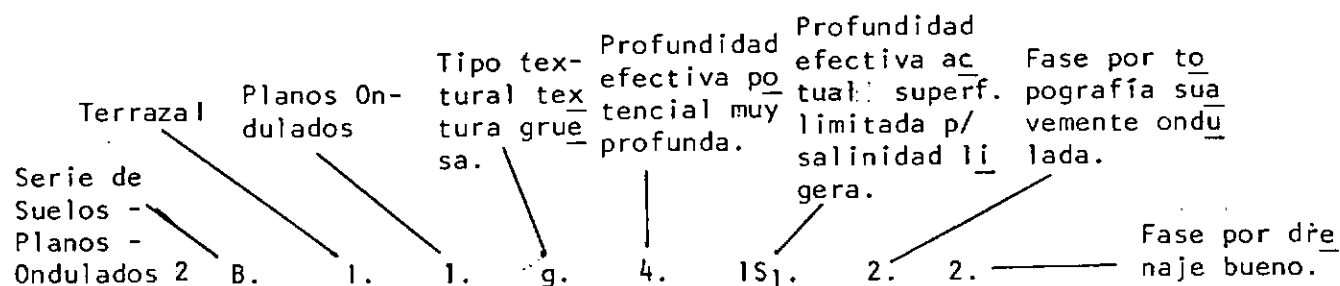 Terrazal
Planos On-
dulados
Tipo tex-
tural tex
tura grue
sa.
Profundidad
efectiva po
tencial muy
profunda.
Profundidad
efectiva ac
tual: superf.
limitada p/
salinidad li
gera.
Fase por to
pografía sua
vemente ondu
lada.
Serie de
Suelos -
Planos -
Ondulados 2 B. 1. 1. g. 4. 1S1. 2. 2.
Fase por dre
naje bueno.